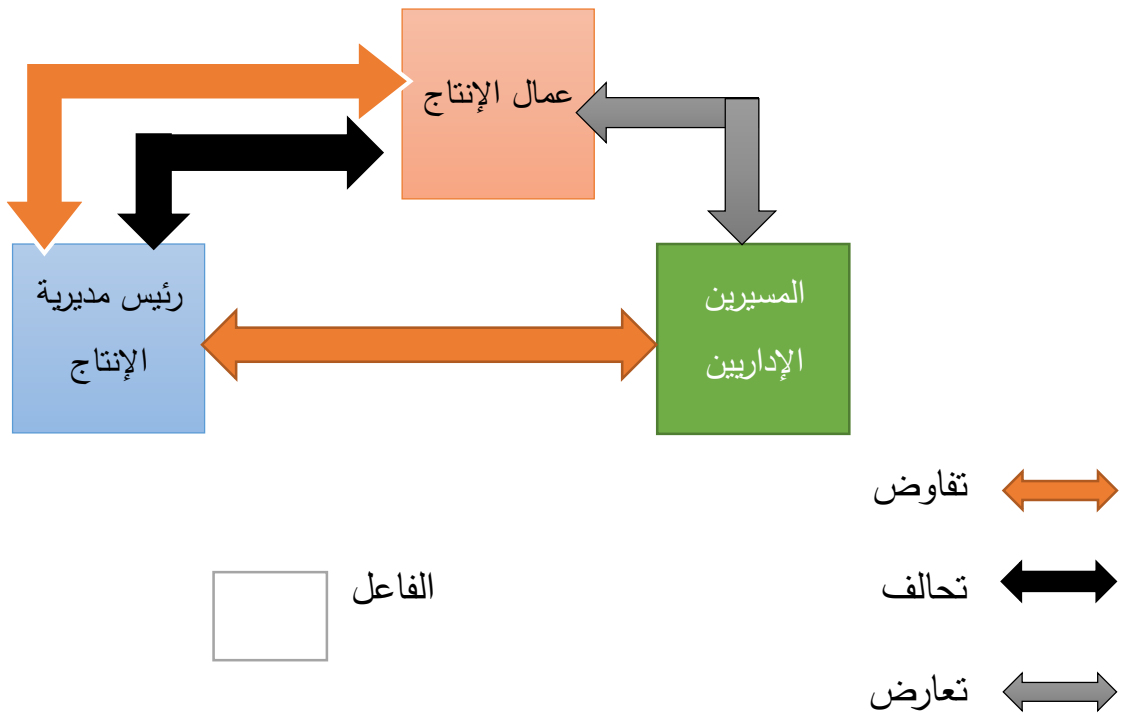 عمال الإنتاج
المسيرين
الإداريين
رئيس مديرية
الإنتاج
تفاوض
تحالف
الفاعل
تعارض